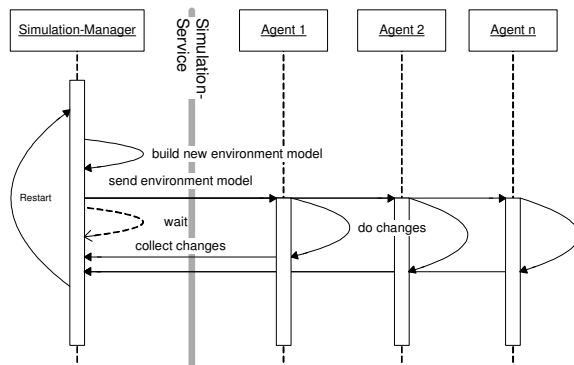 Simulation-Manager
Simulation-
Service
Agent 1
Agent 2
Agent n
build new environment model
send environment model
Restart
wait
do changes
collect changes